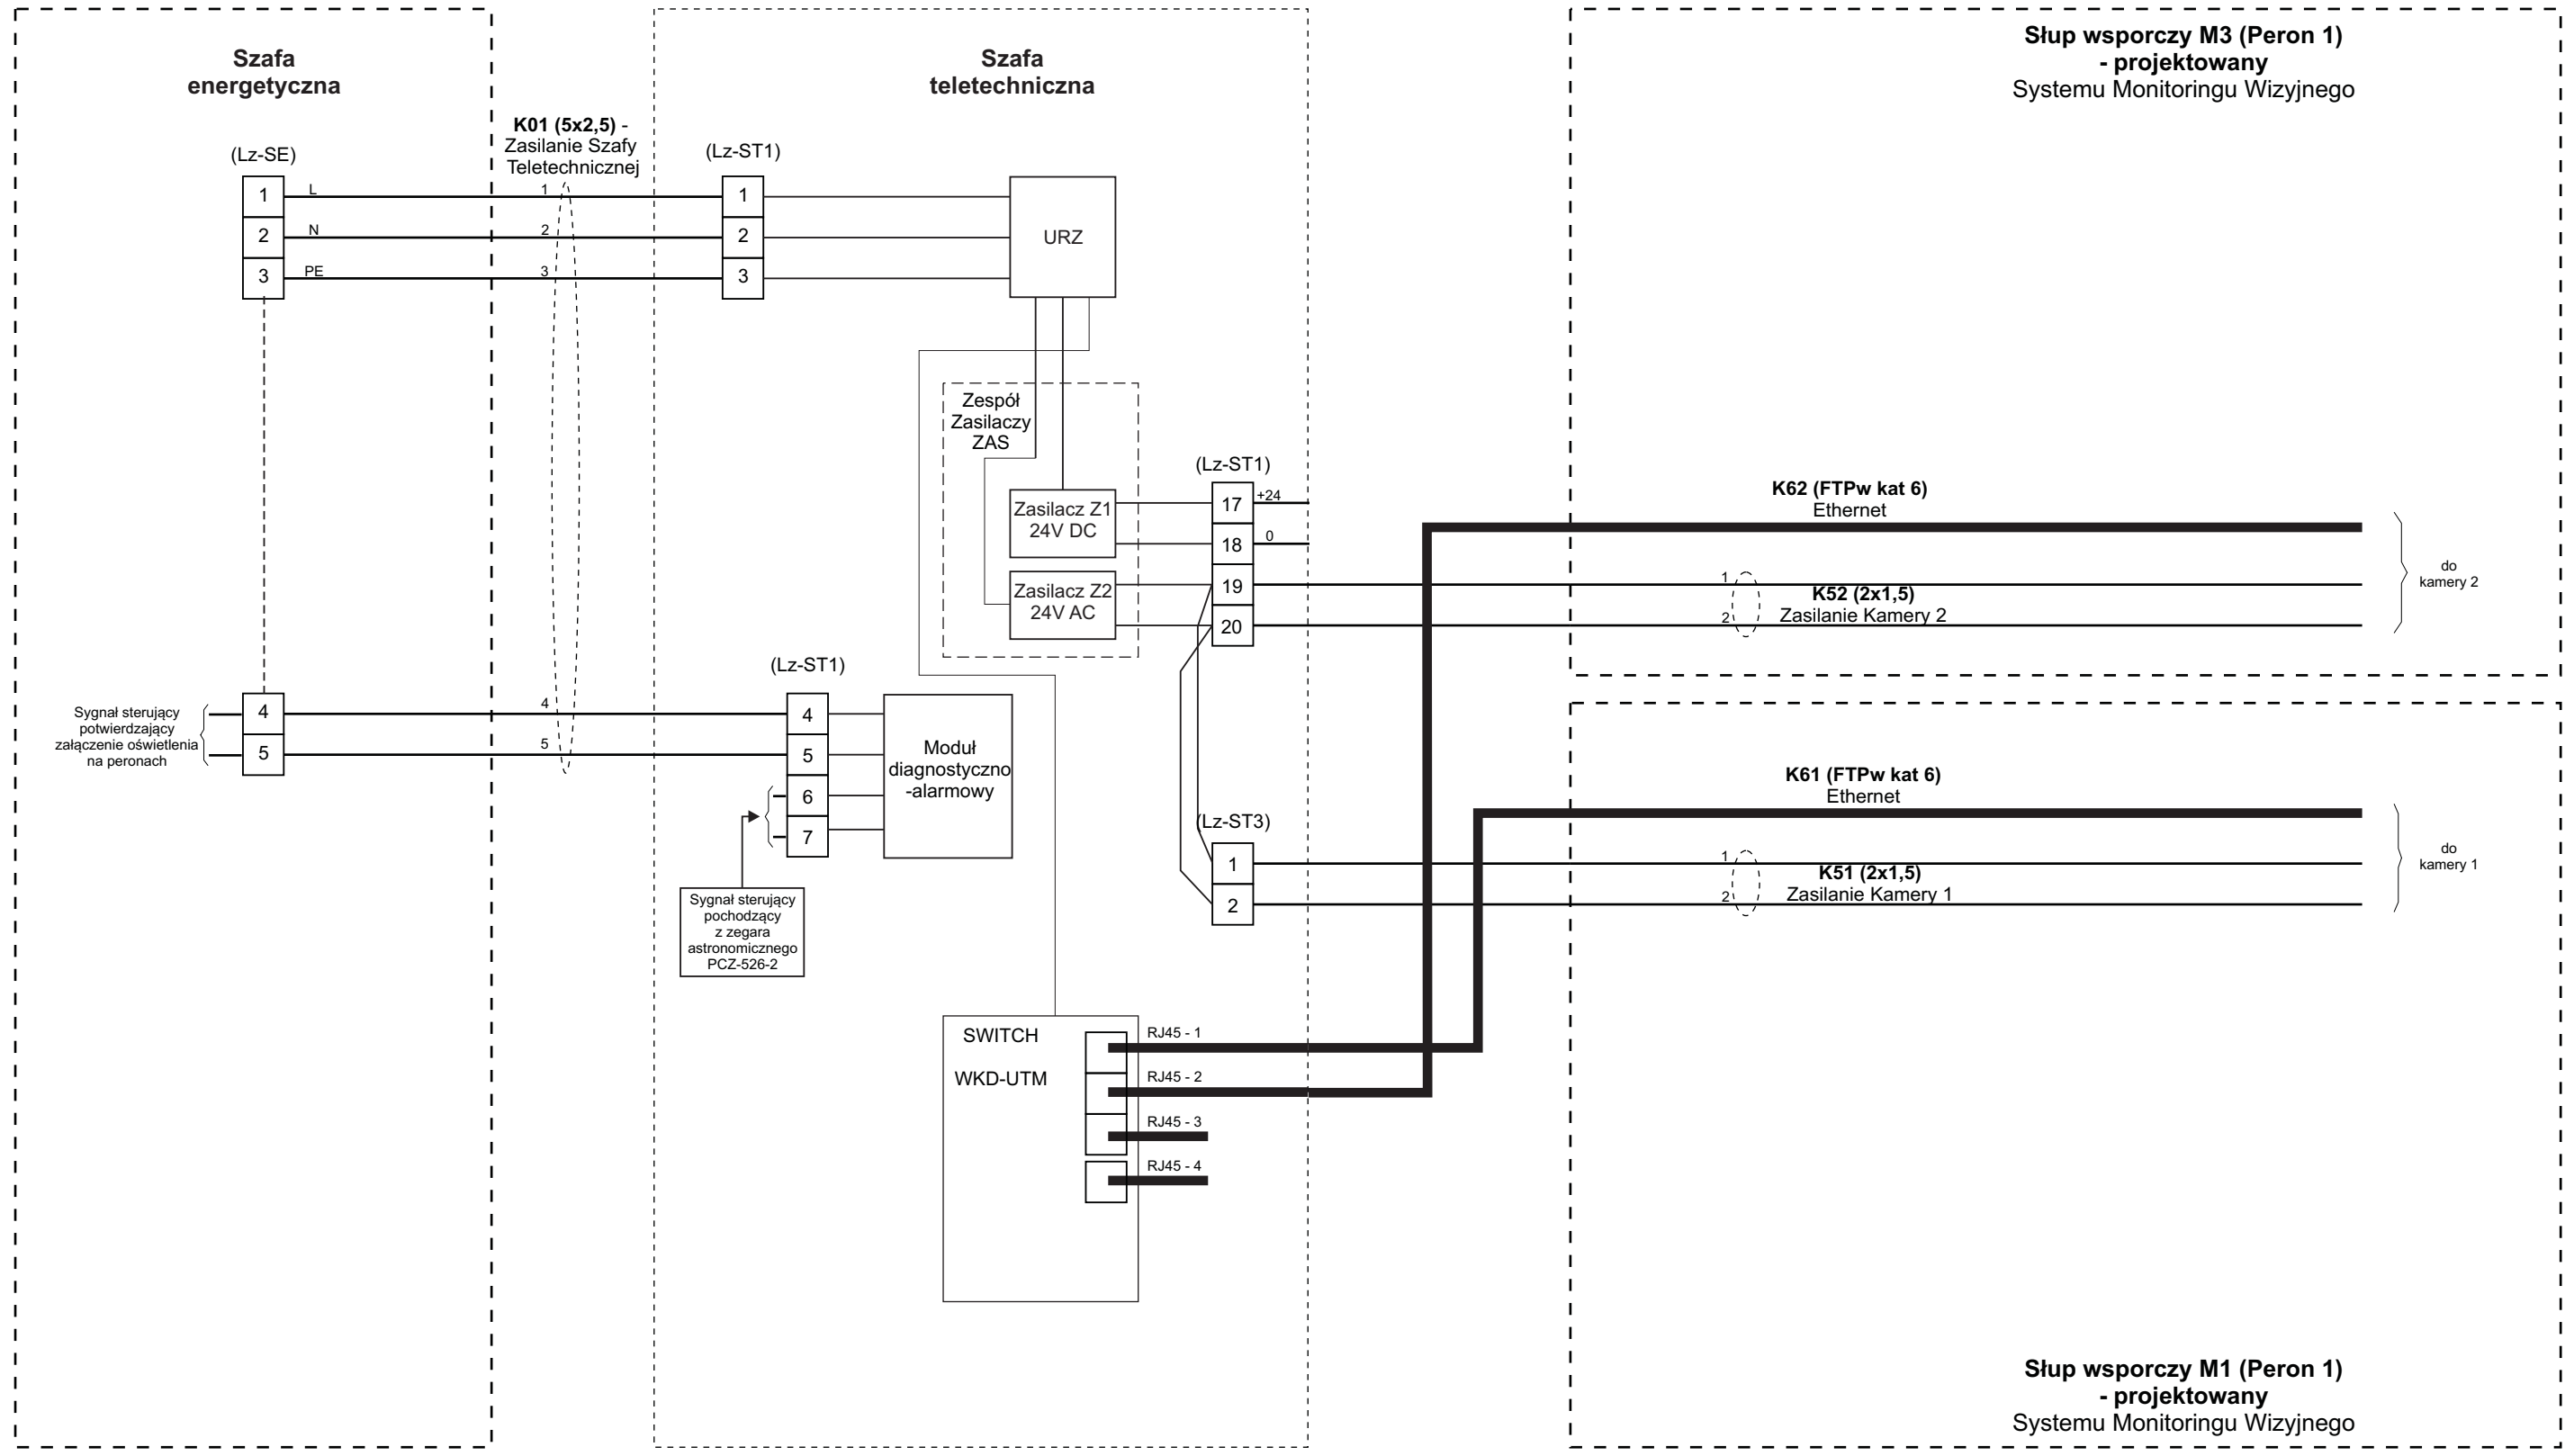 Szafa
energetyczna
(Lz-SE)
1
L
2
N
3
PE
Sygnał sterujący
potwierdzający
załączenie oświetlenia
na peronach
4
5
K01 (5x2,5) -
Zasilanie Szafy
Teletechnicznej
1
2
3
4
5
Szafa
teletechniczna
(Lz-ST1)
1
2
3
URZ
Zespół
Zasilaczy
ZAS
Zasilacz Z1
24V DC
Zasilacz Z2
24V AC
(Lz-ST1)
17
+24
18
0
19
20
(Lz-ST1)
4
5
6
7
Moduł
diagnostyczno
-alarmowy
Sygnał sterujący
pochodzący
z zegara
astronomicznego
PCZ-526-2
(Lz-ST3)
1
2
SWITCH
WKD-UTM
RJ45 - 1
RJ45 - 2
RJ45 - 3
RJ45 - 4
Słup wsporczy M3 (Peron 1)
- projektowany
Systemu Monitoringu Wizyjnego
K62 (FTPw kat 6)
Ethernet
1
K52 (2x1,5)
2
Zasilanie Kamery 2
do
kamery 2
K61 (FTPw kat 6)
Ethernet
1
K51 (2x1,5)
2
Zasilanie Kamery 1
do
kamery 1
Słup wsporczy M1 (Peron 1)
- projektowany
Systemu Monitoringu Wizyjnego